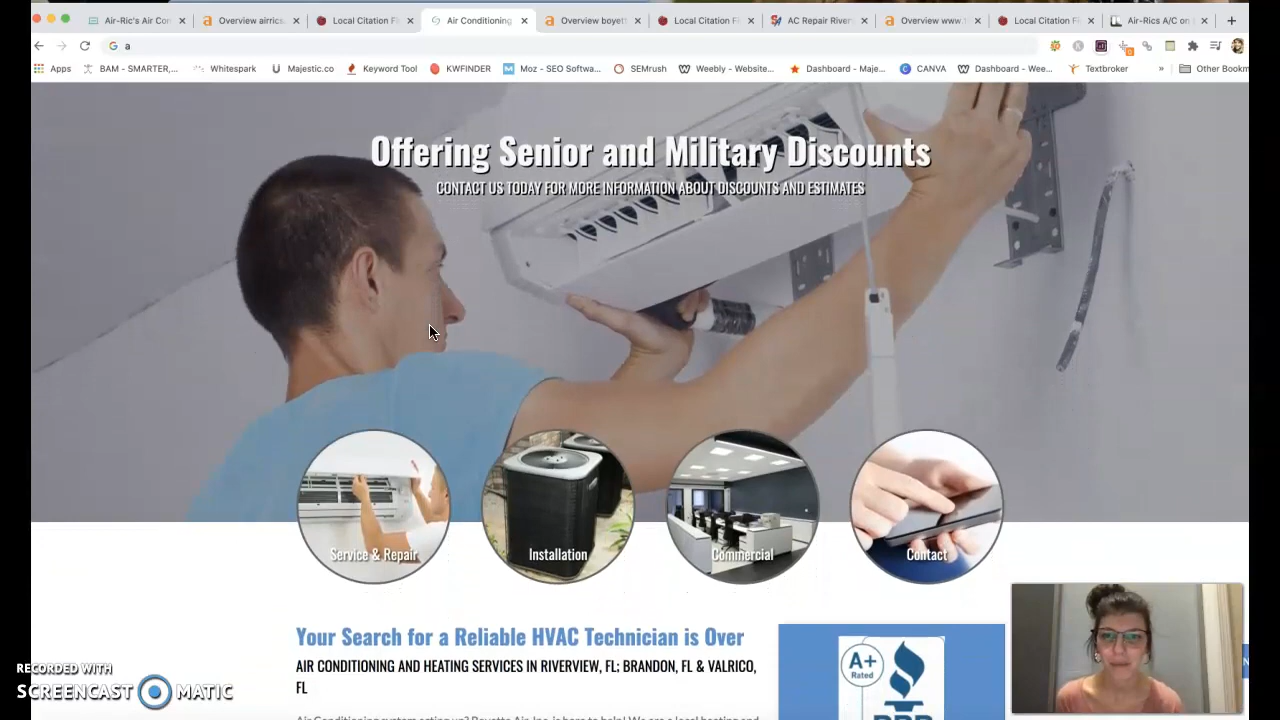 Air-Ric's Air Con
Overview airrics.
Local Citation Fi
Air Conditioning
Overview boyett
Local Citation F
AC Repair River
Overview www.
Local Citation Fi
Air-Rics A/C on
a
Apps
BAM - SMARTER,...
Whitespark
Majestic.co
Keyword Tool
KWFINDER
Moz - SEO Softwa...
SEMrush
Weebly - Website...
Dashboard - Maje...
CANVA
Dashboard - Wee...
Textbroker
»
Other Bookm
Offering Senior and Military Discounts
CONTACT US TODAY FOR MORE INFORMATION ABOUT DISCOUNTS AND ESTIMATES
Service & Repair
Installation
Commercial
Contact
Your Search for a Reliable HVAC Technician is Over
AIR CONDITIONING AND HEATING SERVICES IN RIVERVIEW, FL; BRANDON, FL & VALRICO,
FL
A+
Rated
BBB
RECORDED WITH
SCREENCAST MATIC